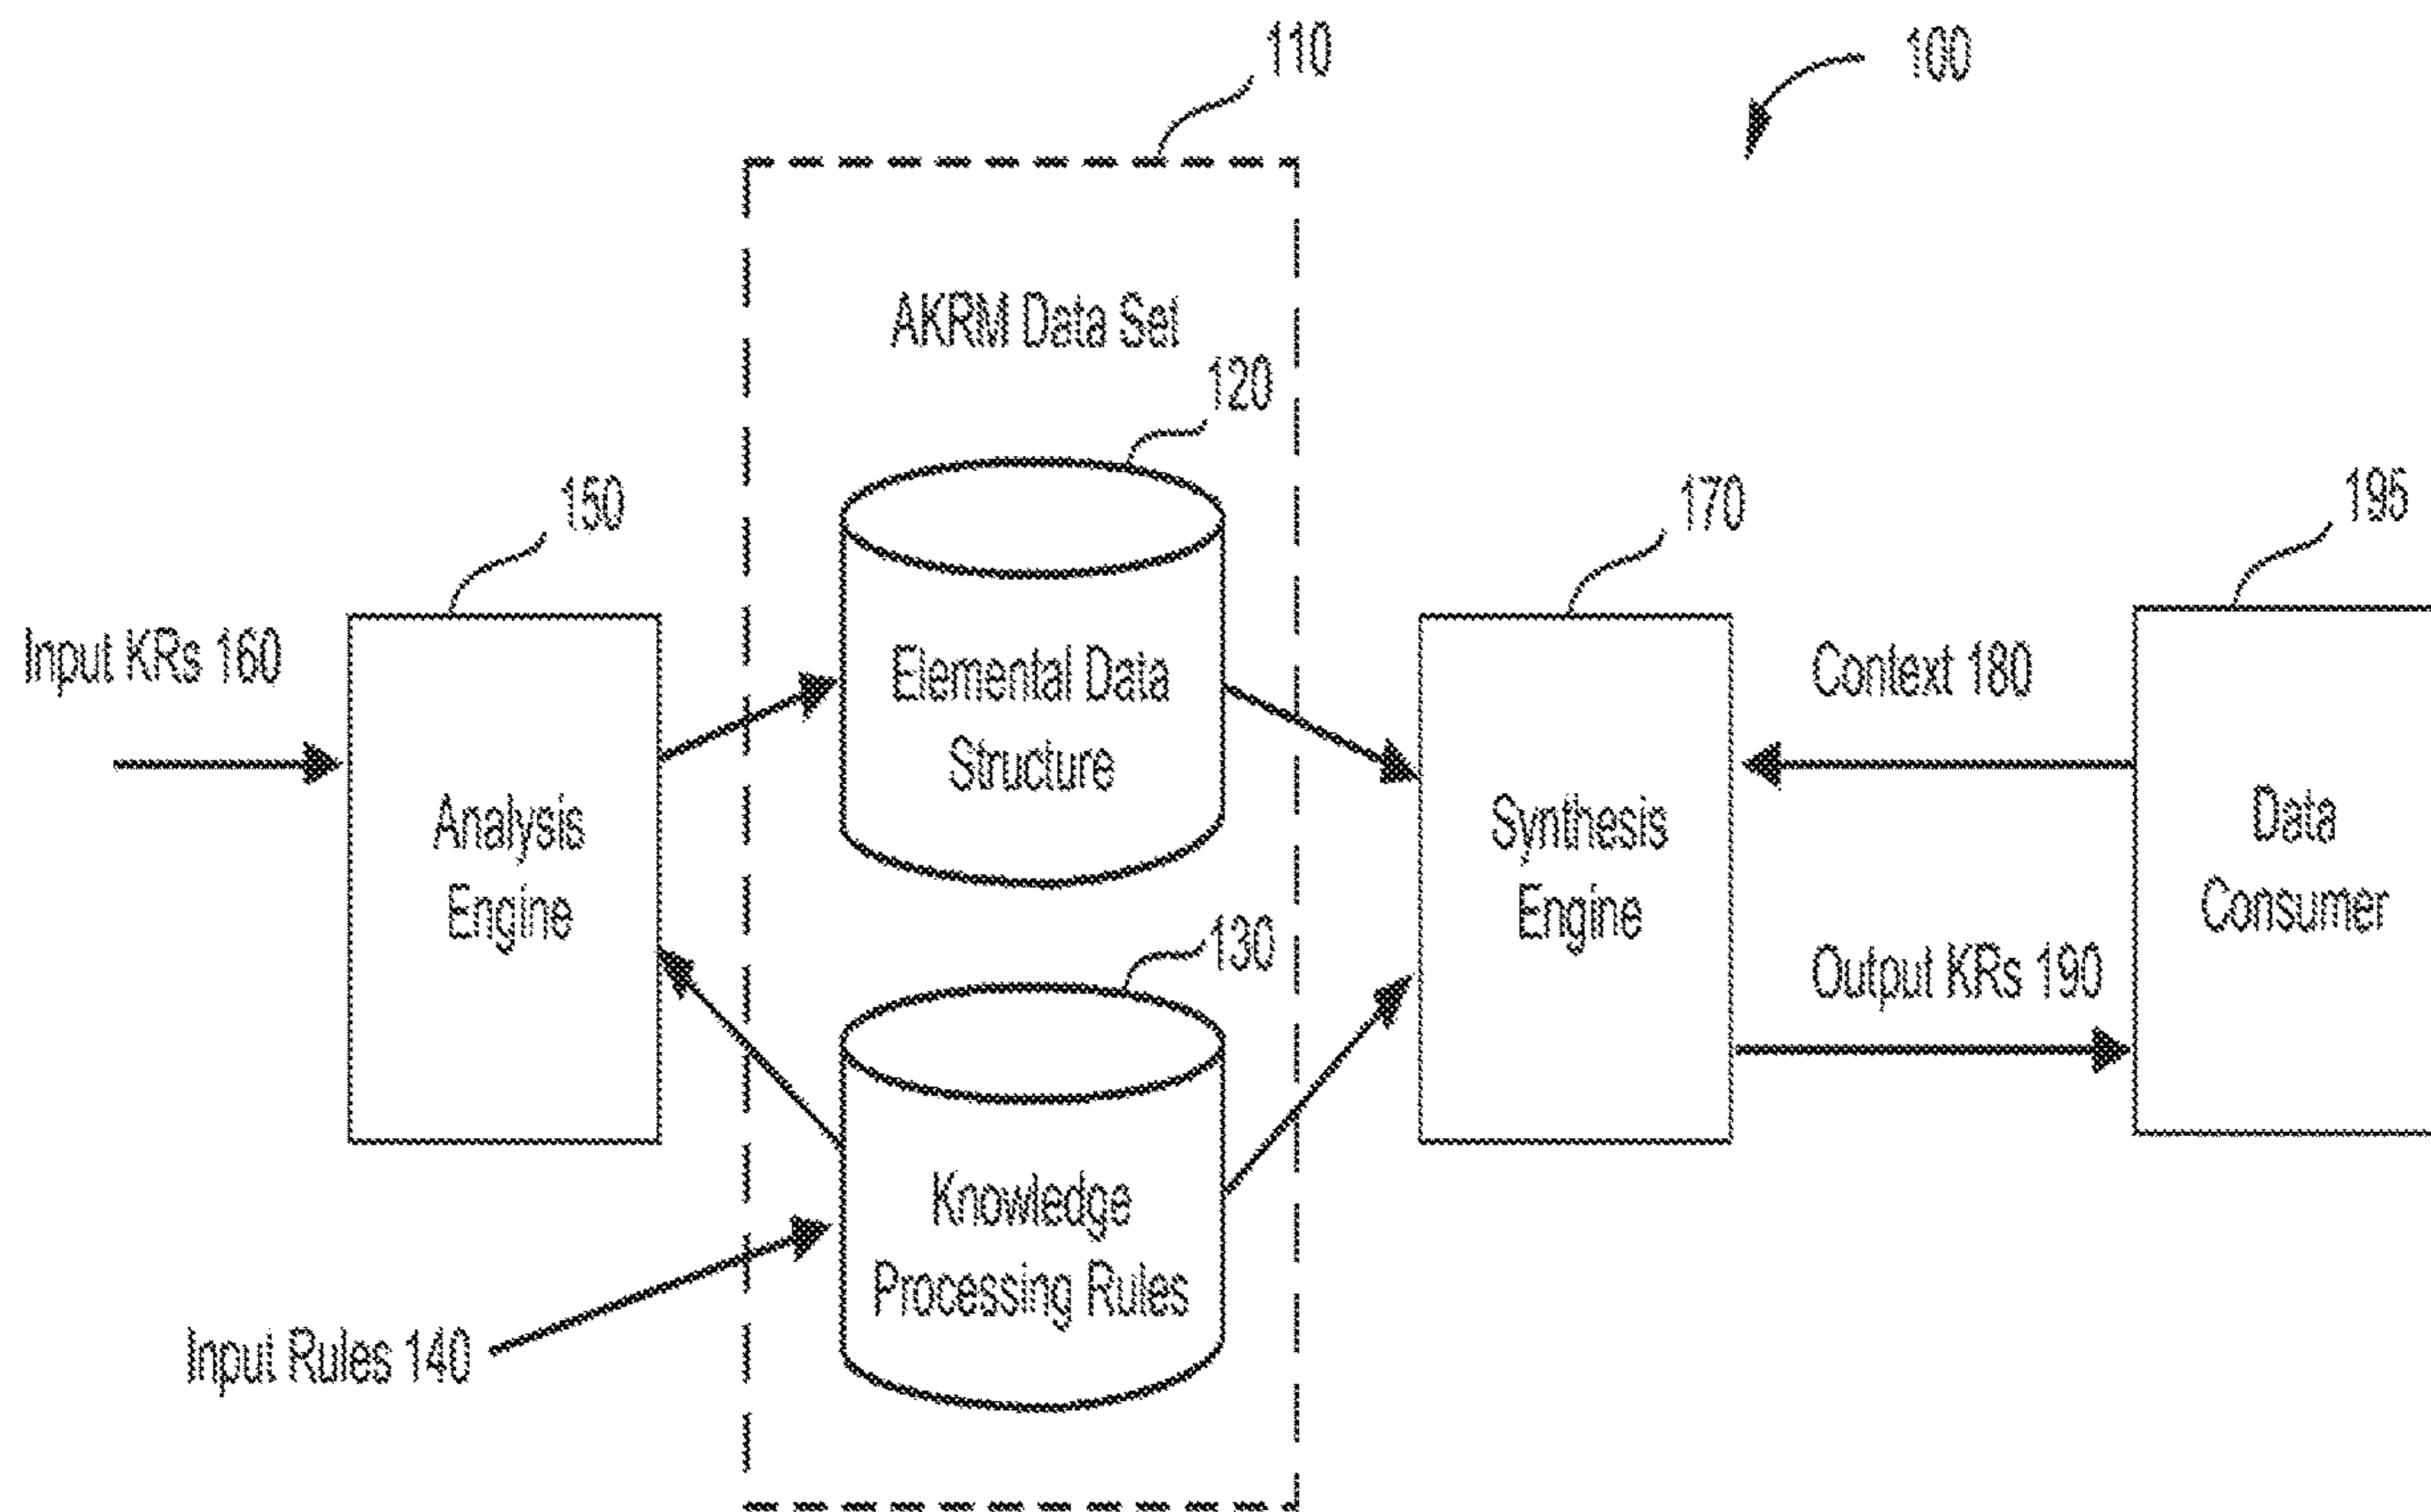 110
100
AKRM Data Set
120
150
170
195
Input KRs 160
Elemental Data
Structure
Context 180
Analysis
Engine
Synthesis
Engine
Data
Consumer
130
Output KRs 190
Knowledge
Processing Rules
Input Rules 140